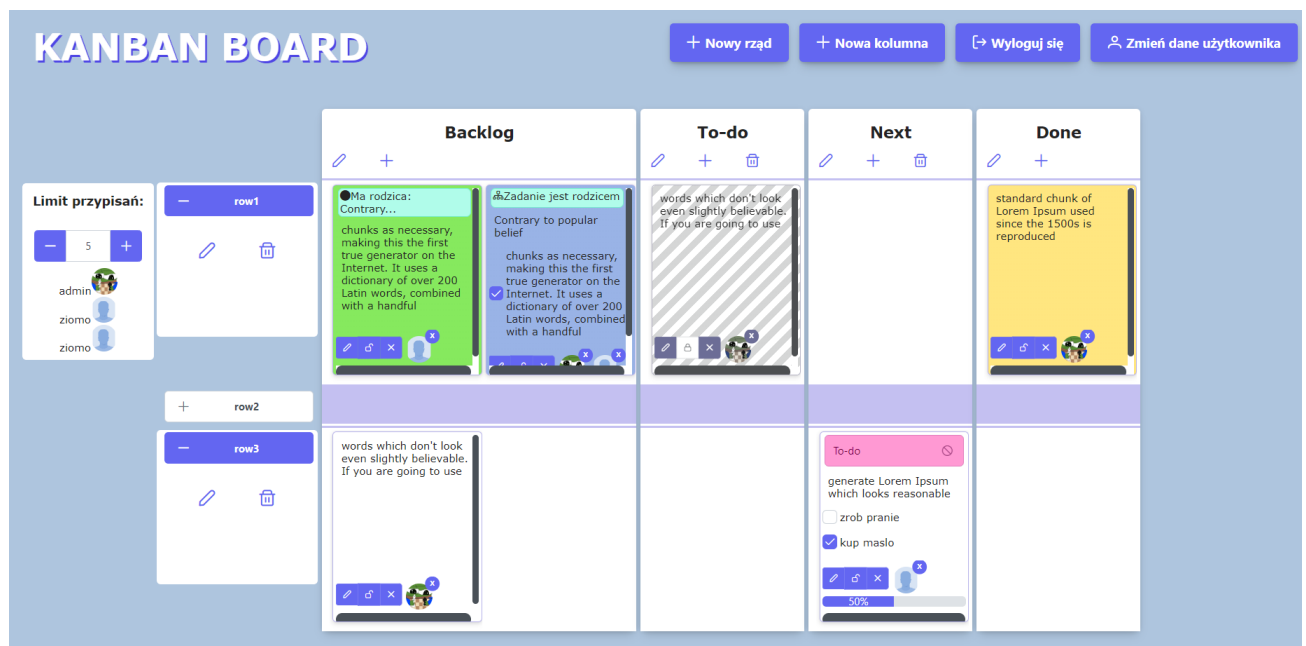 KANBAN BOARD
Nowy rząd
Nowa kolumna
Wyloguj się
Zmień dane użytkownika
Backlog
To-do
Next
Done
Limit przypisań:
5
admin
ziomo
ziomo
row1
Ma rodzica:
Contrary...
chunks as necessary,
making this the first
true generator on the
Internet. It uses a
dictionary of over 200
Latin words, combined
with a handful
x
Zadanie jest rodzicem
Contrary to popular
belief
chunks as necessary,
making this the first
true generator on the
Internet. It uses a
dictionary of over 200
Latin words, combined
with a handful
x
x
words which don't look
even slightly believable.
If you are going to use
x
standard chunk of
Lorem Ipsum used
since the 1500s is
reproduced
x
row2
row3
words which don't look
even slightly believable.
If you are going to use
x
To-do
generate Lorem Ipsum
which looks reasonable
zrob pranie
kup maslo
x
50%